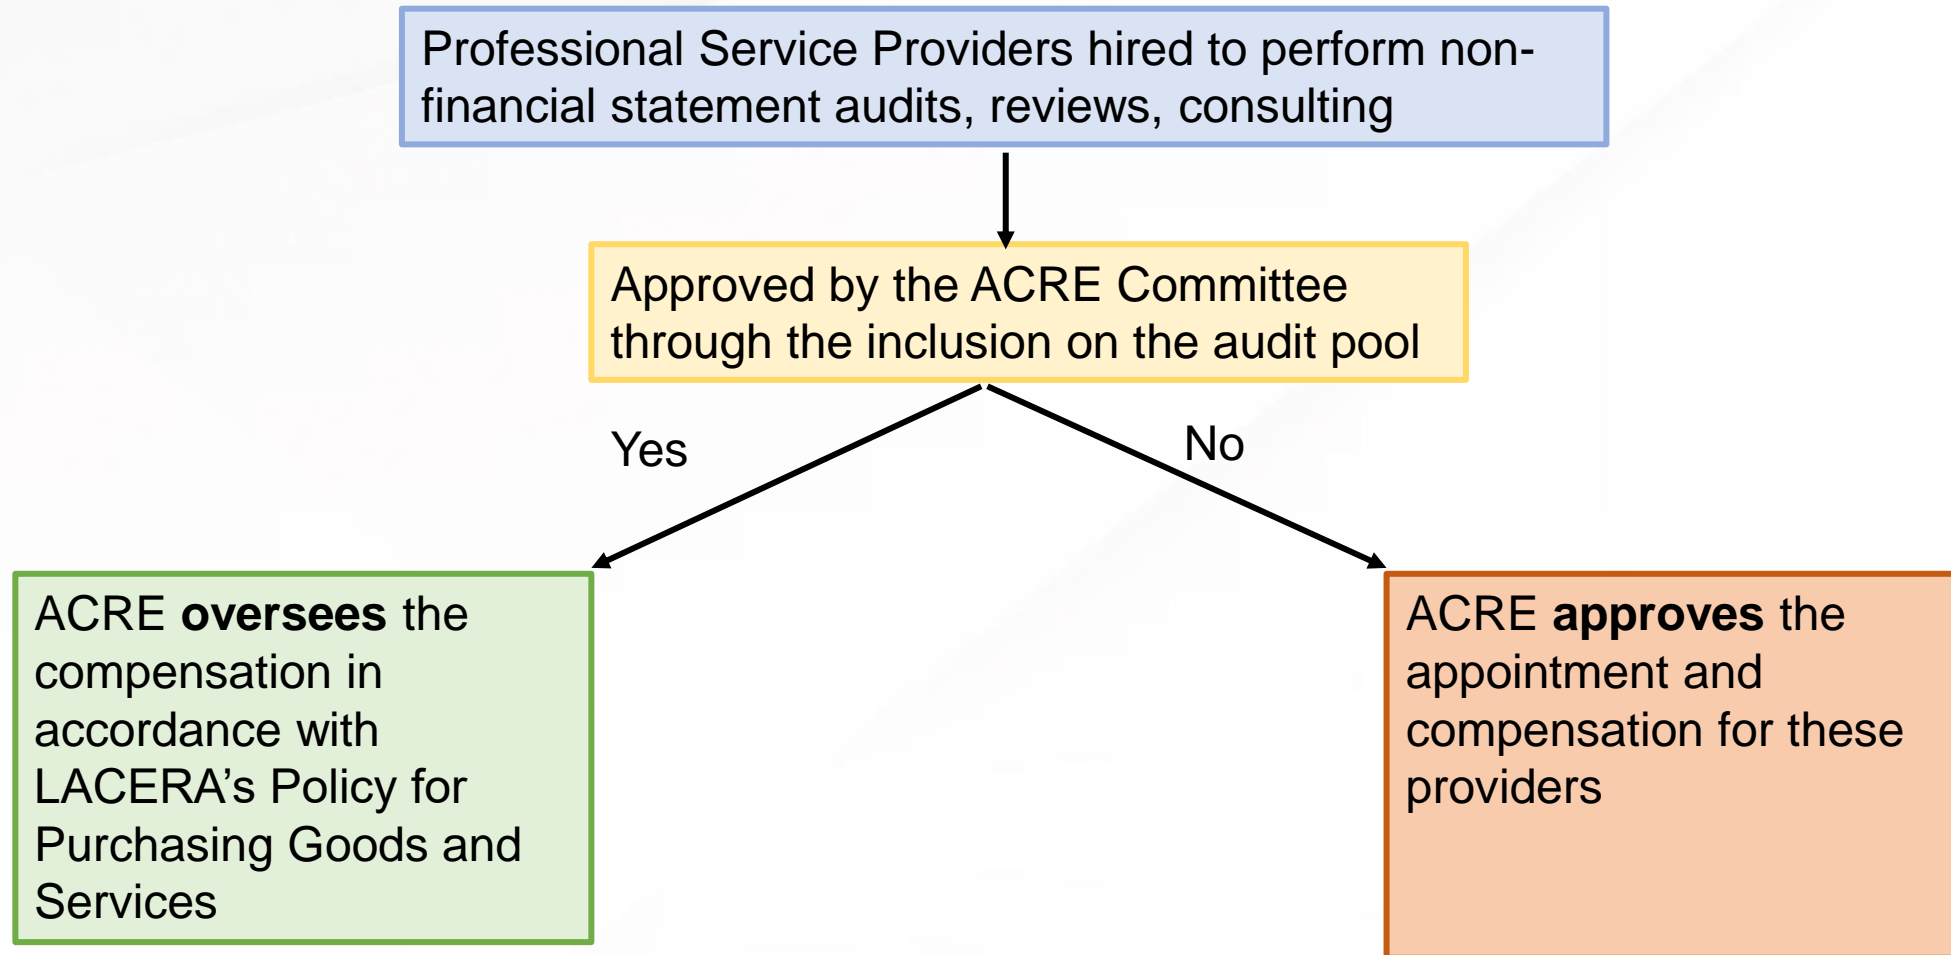 Professional Service Providers hired to perform non-
financial statement audits, reviews, consulting
Approved by the ACRE Committee
through the inclusion on the audit pool
Yes
No
ACRE oversees the
compensation in
accordance with
LACERA’s Policy for
Purchasing Goods and
Services
ACRE approves the
appointment and
compensation for these
providers